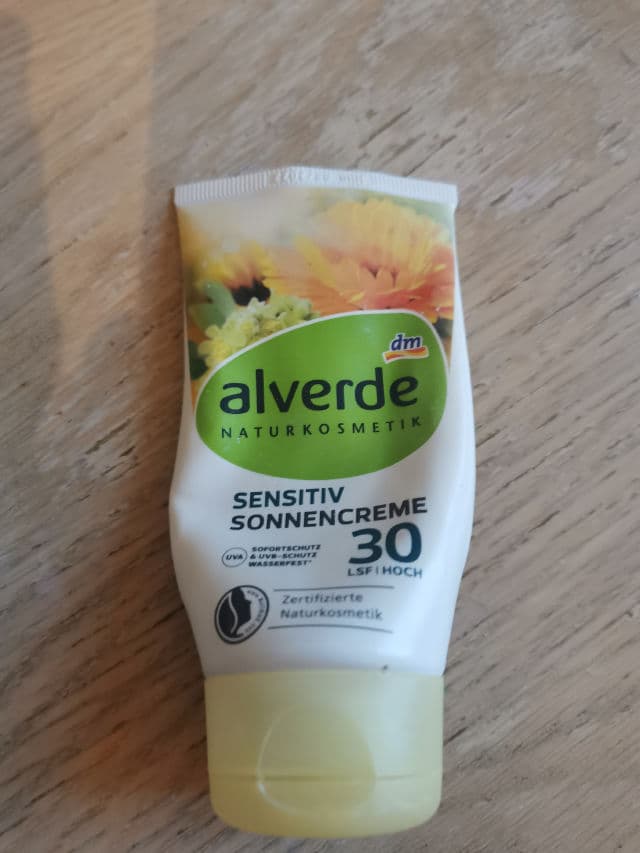 dm
alverde
NATURKOSMETIK
SENSITIV
SONNENCREME
30
LSF | HOCH
UVA
SOFORTSCHUTZ
& UVB-SCHUTZ
WASSERFEST*
Zertifizierte
Naturkosmetik